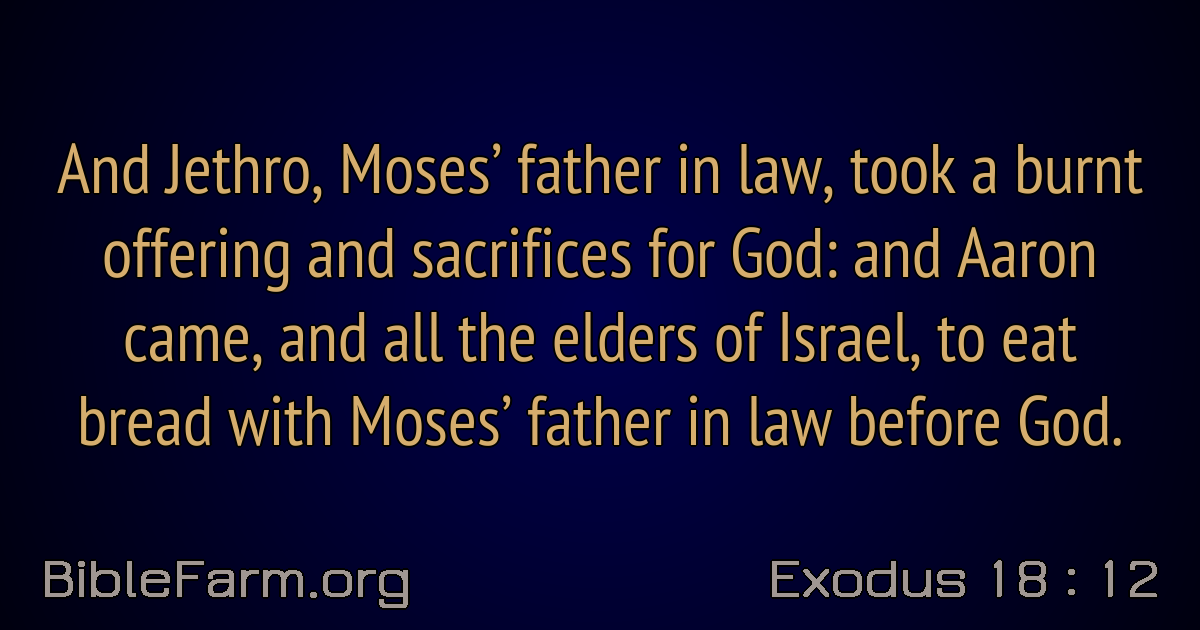 And Jethro, Moses’ father in law, took a burnt
offering and sacrifices for God: and Aaron
came, and all the elders of Israel, to eat
bread with Moses’ father in law before God.
BibleFarm.org
Exodus 18 : 12